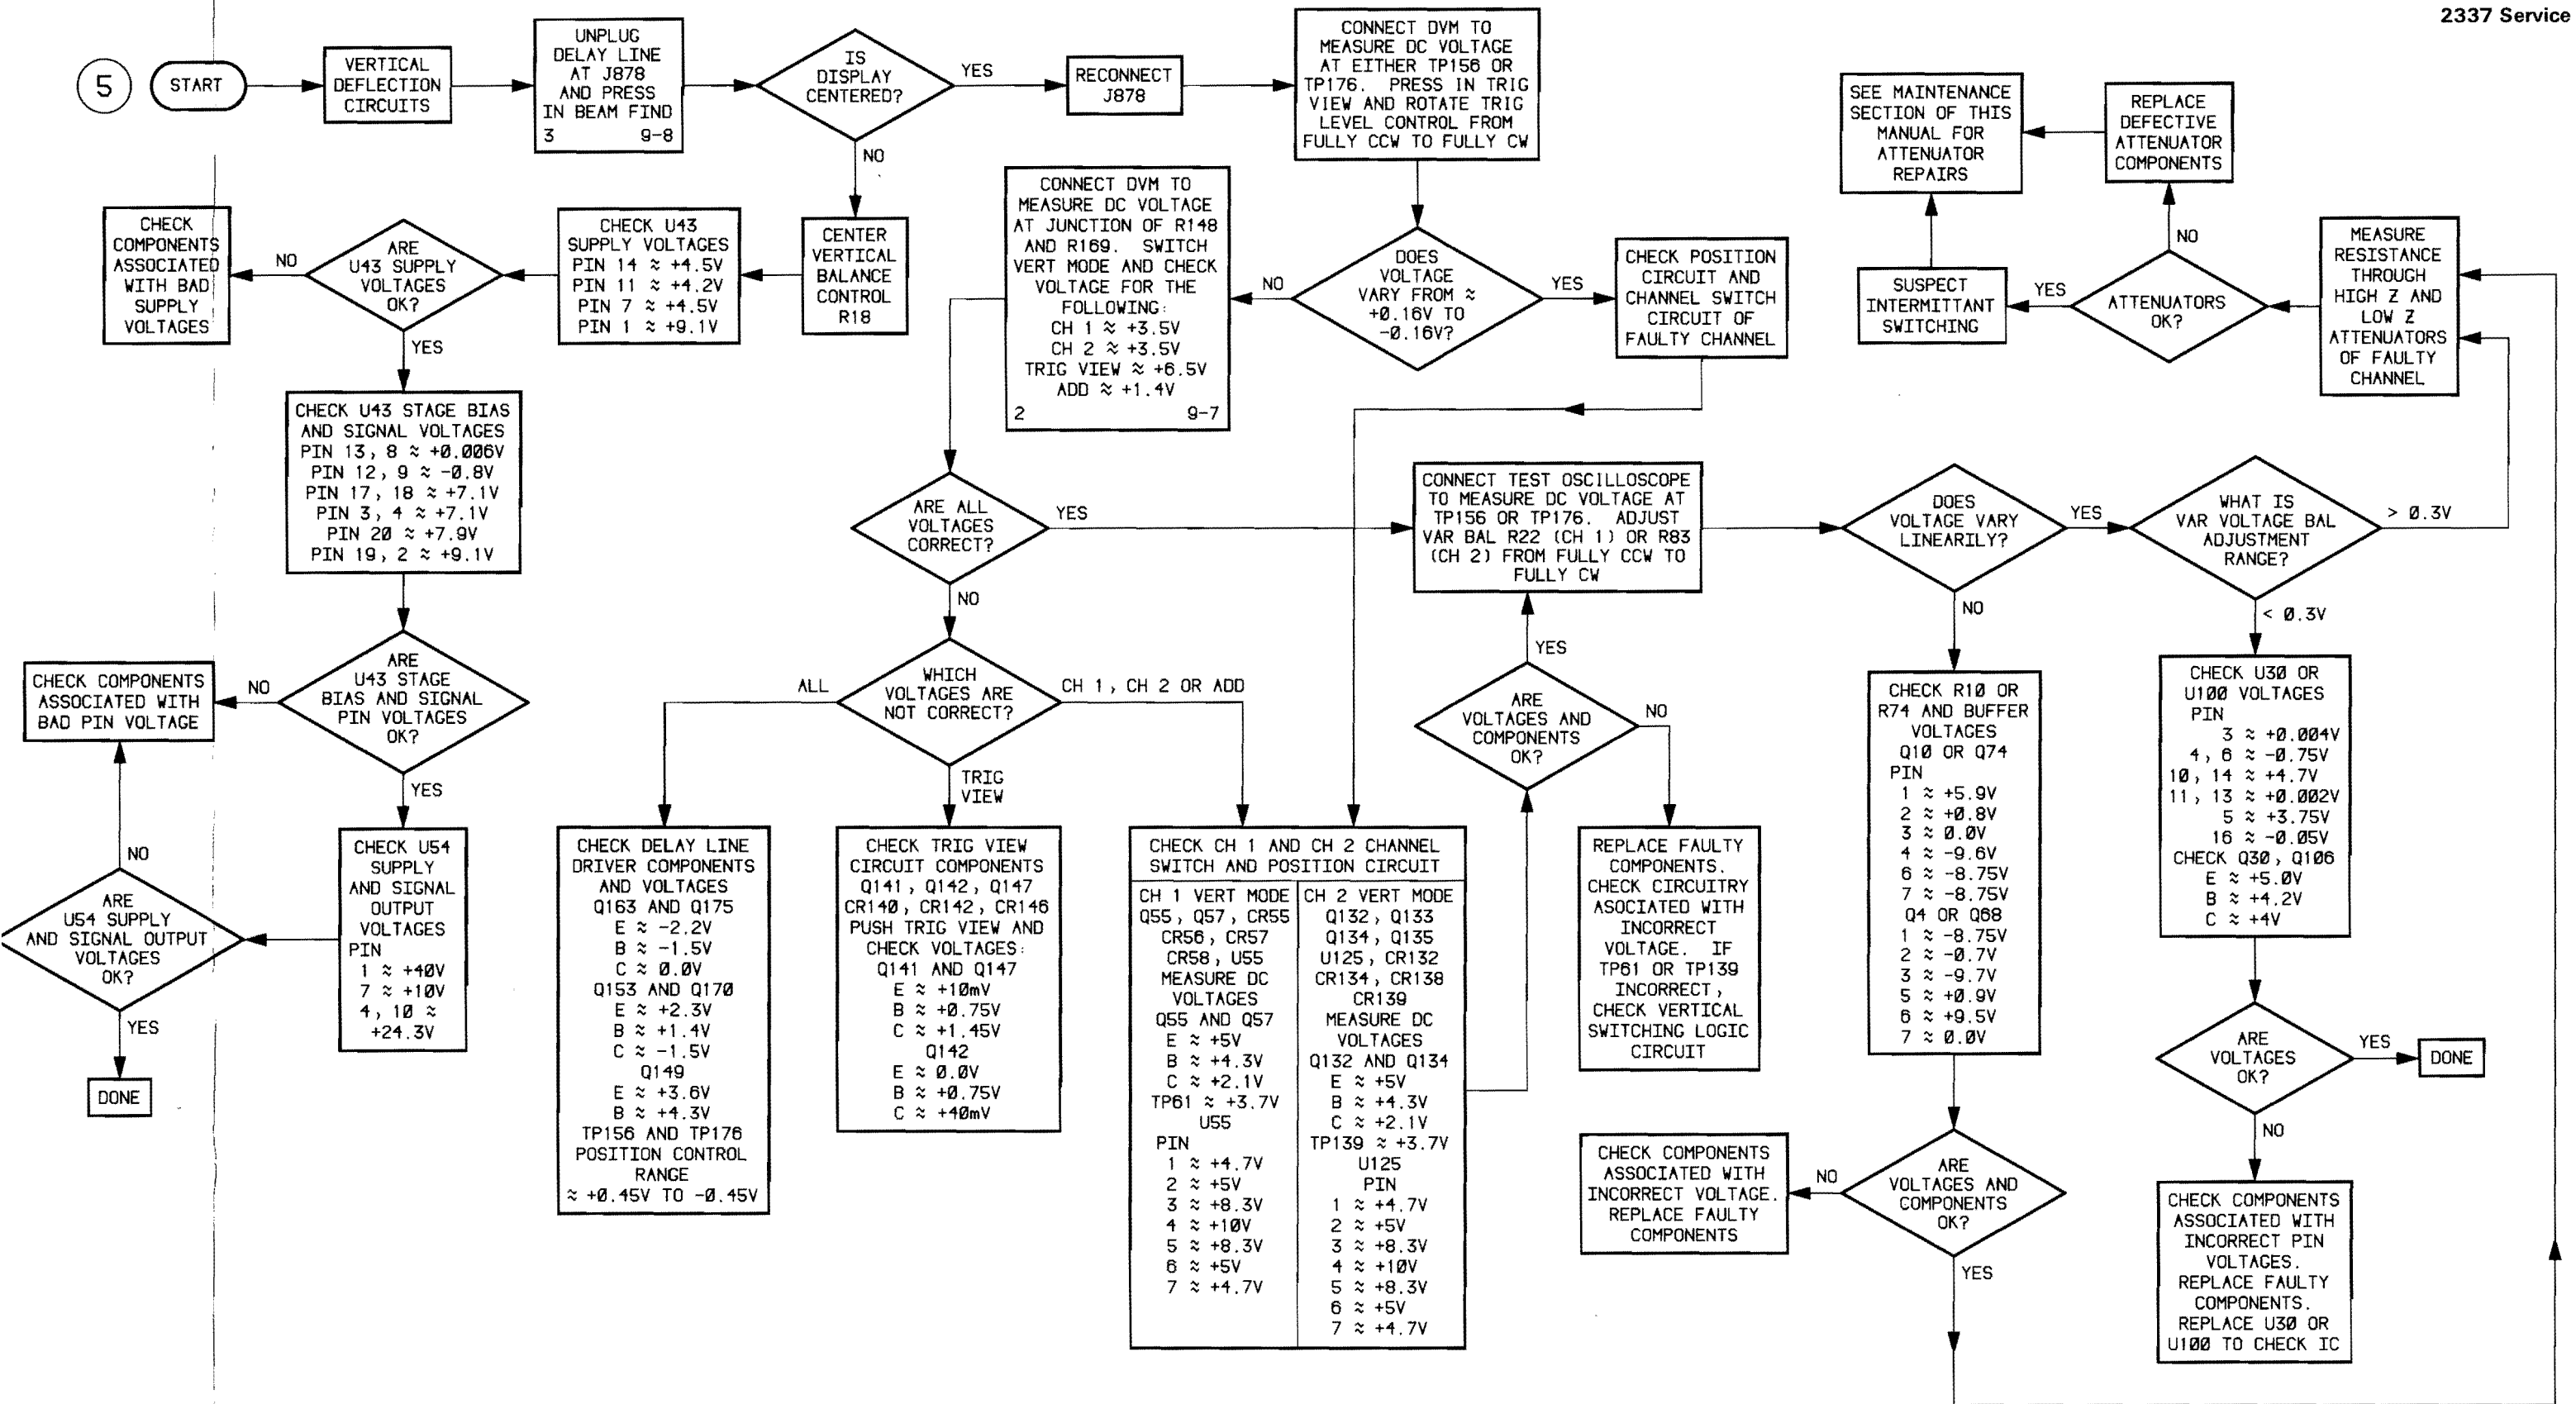 2337 Service
5
START
VERTICAL
DEFLECTION
CIRCUITS
UNPLUG
DELAY LINE
AT J878
AND PRESS
IN BEAM FIND
3 9-8
IS
DISPLAY
CENTERED?
YES
NO
RECONNECT
J878
CONNECT DVM TO
MEASURE DC VOLTAGE
AT EITHER TP156 OR
TP176. PRESS IN TRIG
VIEW AND ROTATE TRIG
LEVEL CONTROL FROM
FULLY CCW TO FULLY CW
SEE MAINTENANCE
SECTION OF THIS
MANUAL FOR
ATTENUATOR
REPAIRS
REPLACE
DEFECTIVE
ATTENUATOR
COMPONENTS
CHECK
COMPONENTS
ASSOCIATED
WITH BAD
SUPPLY
VOLTAGES
NO
ARE
U43 SUPPLY
VOLTAGES
OK?
YES
CHECK U43
SUPPLY VOLTAGES
PIN 14 ≈ +4.5V
PIN 11 ≈ +4.2V
PIN 7 ≈ +4.5V
PIN 1 ≈ +9.1V
CENTER
VERTICAL
BALANCE
CONTROL
R18
CONNECT DVM TO
MEASURE DC VOLTAGE
AT JUNCTION OF R148
AND R169. SWITCH
VERT MODE AND CHECK
VOLTAGE FOR THE
FOLLOWING:
CH 1 ≈ +3.5V
CH 2 ≈ +3.5V
TRIG VIEW ≈ +6.5V
ADD ≈ +1.4V
2 9-7
NO
DOES
VOLTAGE
VARY FROM ≈
+0.16V TO
-0.16V?
YES
CHECK POSITION
CIRCUIT AND
CHANNEL SWITCH
CIRCUIT OF
FAULTY CHANNEL
SUSPECT
INTERMITTANT
SWITCHING
YES
NO
ATTENUATORS
OK?
MEASURE
RESISTANCE
THROUGH
HIGH Z AND
LOW Z
ATTENUATORS
OF FAULTY
CHANNEL
CHECK U43 STAGE BIAS
AND SIGNAL VOLTAGES
PIN 13, 8 ≈ +0.006V
PIN 12, 9 ≈ -0.8V
PIN 17, 18 ≈ +7.1V
PIN 3, 4 ≈ +7.1V
PIN 20 ≈ +7.9V
PIN 19, 2 ≈ +9.1V
ARE ALL
VOLTAGES
CORRECT?
YES
NO
CONNECT TEST OSCILLOSCOPE
TO MEASURE DC VOLTAGE AT
TP156 OR TP176. ADJUST
VAR BAL R22 (CH 1) OR R83
(CH 2) FROM FULLY CCW TO
FULLY CW
DOES
VOLTAGE VARY
LINEARILY?
YES
NO
WHAT IS
VAR VOLTAGE BAL
ADJUSTMENT
RANGE?
> 0.3V
< 0.3V
CHECK COMPONENTS
ASSOCIATED WITH
BAD PIN VOLTAGE
NO
ARE
U43 STAGE
BIAS AND SIGNAL
PIN VOLTAGES
OK?
YES
ALL
WHICH
VOLTAGES ARE
NOT CORRECT?
CH 1, CH 2 OR ADD
TRIG
VIEW
YES
ARE
VOLTAGES AND
COMPONENTS
OK?
NO
CHECK R10 OR
R74 AND BUFFER
VOLTAGES
Q10 OR Q74
PIN
1 ≈ +5.9V
2 ≈ +0.8V
3 ≈ 0.0V
4 ≈ -9.6V
6 ≈ -8.75V
7 ≈ -8.75V
Q4 OR Q68
1 ≈ -8.75V
2 ≈ -0.7V
3 ≈ -9.7V
5 ≈ +0.9V
6 ≈ +9.5V
7 ≈ 0.0V
CHECK U30 OR
U100 VOLTAGES
PIN
3 ≈ +0.004V
4, 6 ≈ -0.75V
10, 14 ≈ +4.7V
11, 13 ≈ +0.002V
5 ≈ +3.75V
16 ≈ -0.05V
CHECK Q30, Q106
E ≈ +5.0V
B ≈ +4.2V
C ≈ +4V
NO
ARE
U54 SUPPLY
AND SIGNAL OUTPUT
VOLTAGES
OK?
YES
DONE
CHECK U54
SUPPLY
AND SIGNAL
OUTPUT
VOLTAGES
PIN
1 ≈ +40V
7 ≈ +10V
4, 10 ≈
+24.3V
CHECK DELAY LINE
DRIVER COMPONENTS
AND VOLTAGES
Q163 AND Q175
E ≈ -2.2V
B ≈ -1.5V
C ≈ 0.0V
Q153 AND Q170
E ≈ +2.3V
B ≈ +1.4V
C ≈ -1.5V
Q149
E ≈ +3.6V
B ≈ +4.3V
TP156 AND TP176
POSITION CONTROL
RANGE
≈ +0.45V TO -0.45V
CHECK TRIG VIEW
CIRCUIT COMPONENTS
Q141, Q142, Q147
CR140, CR142, CR146
PUSH TRIG VIEW AND
CHECK VOLTAGES:
Q141 AND Q147
E ≈ +10mV
B ≈ +0.75V
C ≈ +1.45V
Q142
E ≈ 0.0V
B ≈ +0.75V
C ≈ +40mV
CHECK CH 1 AND CH 2 CHANNEL
SWITCH AND POSITION CIRCUIT
CH 1 VERT MODE
Q55, Q57, CR55
CR56, CR57
CR58, U55
MEASURE DC
VOLTAGES
Q55 AND Q57
E ≈ +5V
B ≈ +4.3V
C ≈ +2.1V
TP61 ≈ +3.7V
U55
PIN
1 ≈ +4.7V
2 ≈ +5V
3 ≈ +8.3V
4 ≈ +10V
5 ≈ +8.3V
6 ≈ +5V
7 ≈ +4.7V
CH 2 VERT MODE
Q132, Q133
Q134, Q135
U125, CR132
CR134, CR138
CR139
MEASURE DC
VOLTAGES
Q132 AND Q134
E ≈ +5V
B ≈ +4.3V
C ≈ +2.1V
TP139 ≈ +3.7V
U125
PIN
1 ≈ +4.7V
2 ≈ +5V
3 ≈ +8.3V
4 ≈ +10V
5 ≈ +8.3V
6 ≈ +5V
7 ≈ +4.7V
REPLACE FAULTY
COMPONENTS.
CHECK CIRCUITRY
ASOCIATED WITH
INCORRECT
VOLTAGE. IF
TP61 OR TP139
INCORRECT,
CHECK VERTICAL
SWITCHING LOGIC
CIRCUIT
CHECK COMPONENTS
ASSOCIATED WITH
INCORRECT VOLTAGE.
REPLACE FAULTY
COMPONENTS
NO
ARE
VOLTAGES AND
COMPONENTS
OK?
YES
ARE
VOLTAGES
OK?
YES
DONE
NO
CHECK COMPONENTS
ASSOCIATED WITH
INCORRECT PIN
VOLTAGES.
REPLACE FAULTY
COMPONENTS.
REPLACE U30 OR
U100 TO CHECK IC